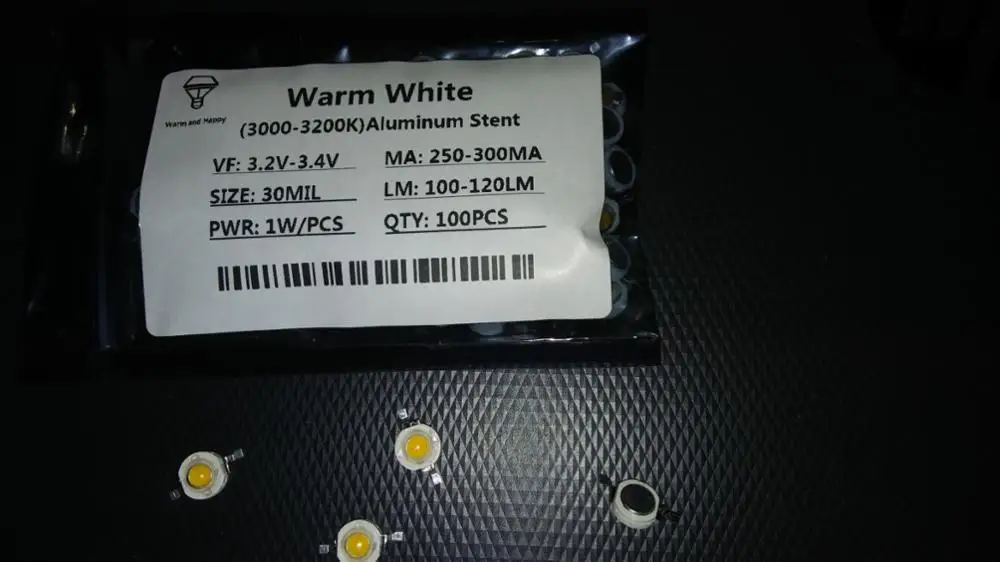 Warm White
Warm and Happy
(3000-3200K)Aluminum Stent
VF: 3.2V-3.4V MA: 250-300MA
SIZE: 30MIL LM: 100-120LM
PWR: 1W/PCS QTY: 100PCS